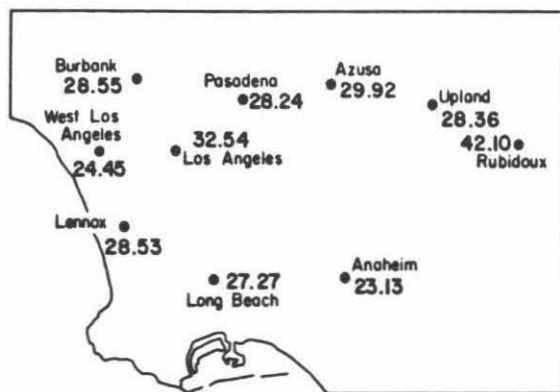 Burbank
28.55
Pasadena
28.24
Azusa
29.92
Upland
28.36
42.10
Rubidoux
West Los
Angeles
24.45
32.54
Los Angeles
Lennox
28.53
27.27
Long Beach
Anaheim
23.13